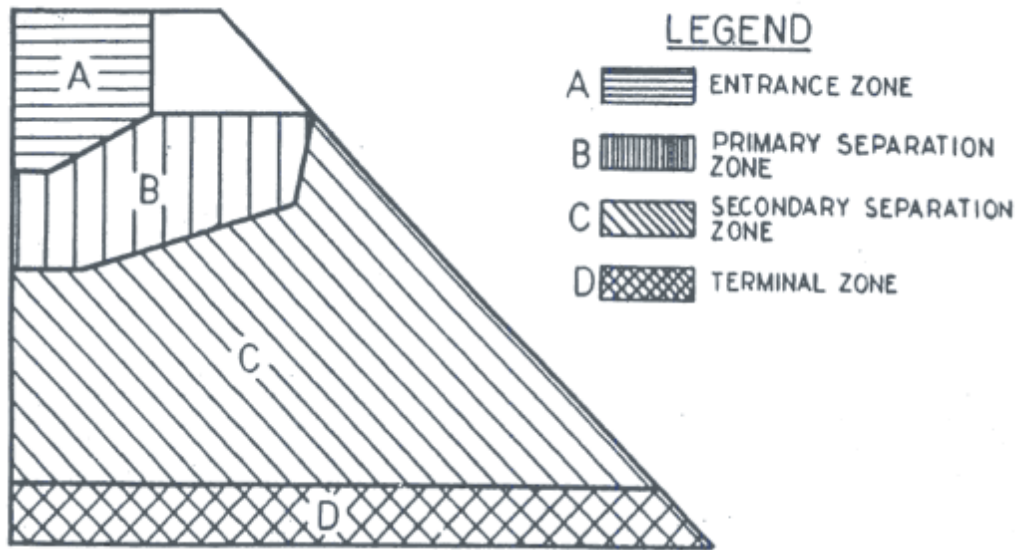 LEGEND
A ENTRANCE ZONE
B PRIMARY SEPARATION
ZONE
C SECONDARY SEPARATION
ZONE
D TERMINAL ZONE
A
B
C
D